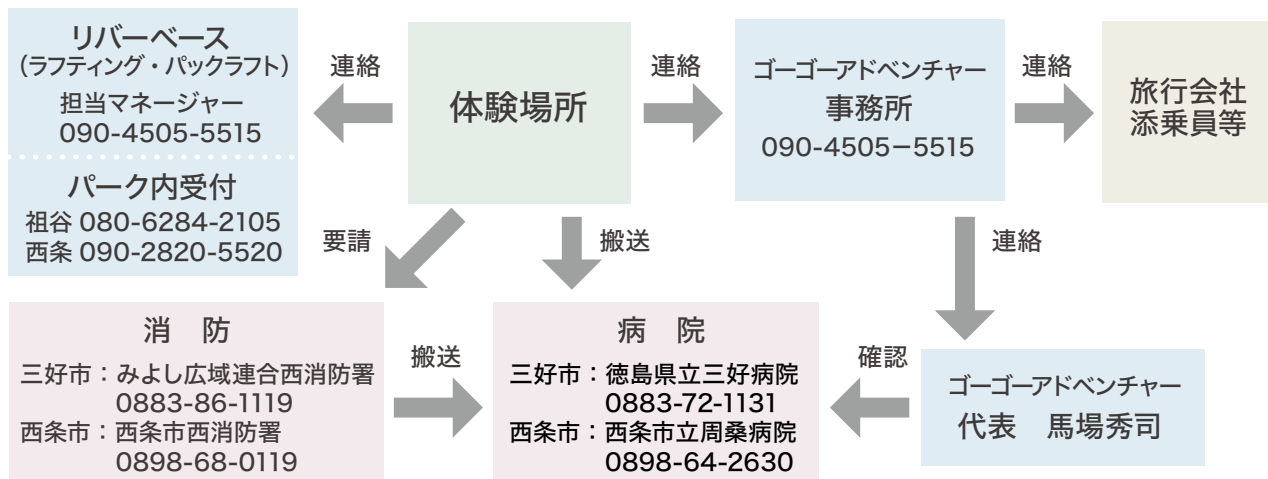 リバーベース
（ラフティング・パックラフト）
担当マネージャー
090-4505-5515
パーク内受付
祖谷 080-6284-2105
西条 090-2820-5520
連絡
体験場所
連絡
ゴーゴーアドベンチャー
事務所
090-4505−5515
連絡
旅行会社
添乗員等
要請
搬送
連絡
消　防
三好市：みよし広域連合西消防署
0883-86-1119
西条市：西条市西消防署
0898-68-0119
搬送
病　院
三好市：徳島県立三好病院
0883-72-1131
西条市：西条市立周桑病院
0898-64-2630
確認
ゴーゴーアドベンチャー
代表　馬場秀司